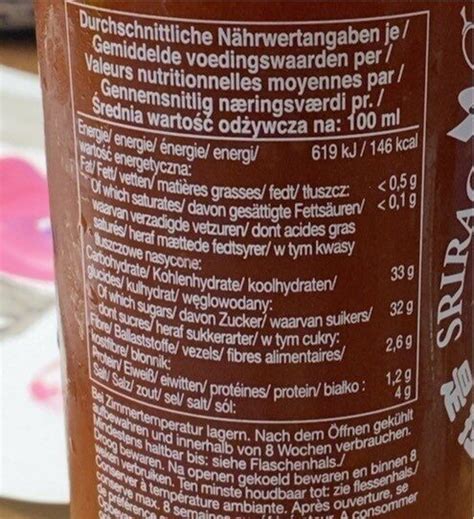 Durchschnittliche Nährwertangaben je /
Gemiddelde voedingswaarden per /
Valeurs nutritionnelles moyennes par /
Gennemsnitlig næringsværdi pr. /
Średnia wartość odżywcza na: 100 ml
Energie/ energie/ énergie/ energi/ 619 kJ / 146 kcal
wartość energetyczna:
Fat/ Fett/ vetten/ matières grasses/ fedt/ tłuszcz: <0,5 g
Of which saturates/ davon gesättigte Fettsäuren/ <0,1 g
waarvan verzadigde vetzuren/ dont acides gras
saturés/ heraf mættede fedtsyrer/ w tym kwasy
tłuszczowe nasycone:
Carbohydrate/ Kohlenhydrate/ koolhydraten/ 33 g
glucides/ kulhydrat/ węglowodany:
Of which sugars/ davon Zucker/ waarvan suikers/ 32 g
dont sucres/ heraf sukkerarter/ w tym cukry:
Fibre/ Ballaststoffe/ vezels/ fibres alimentaires/ 2,6 g
kostfibre/ błonnik:
Protein/ Eiweiß/ eiwitten/ protéines/ protein/ białko : 1,2 g
Salt/ Salz/ zout/ sel/ salt/ sól: 4 g
Bei Zimmertemperatur lagern. Nach dem Öffnen gekühlt
aufbewahren und innerhalb von 8 Wochen verbrauchen.
Mindestens haltbar bis: siehe Flaschenhals./
Droog bewaren. Na openen gekoeld bewaren en binnen 8
weken verbruiken. Ten minste houdbaar tot: zie flessenhals./
Conserver à température ambiante. Après ouverture, se
conserve max. 8 semaines
de préférence A consommer
SRIRA